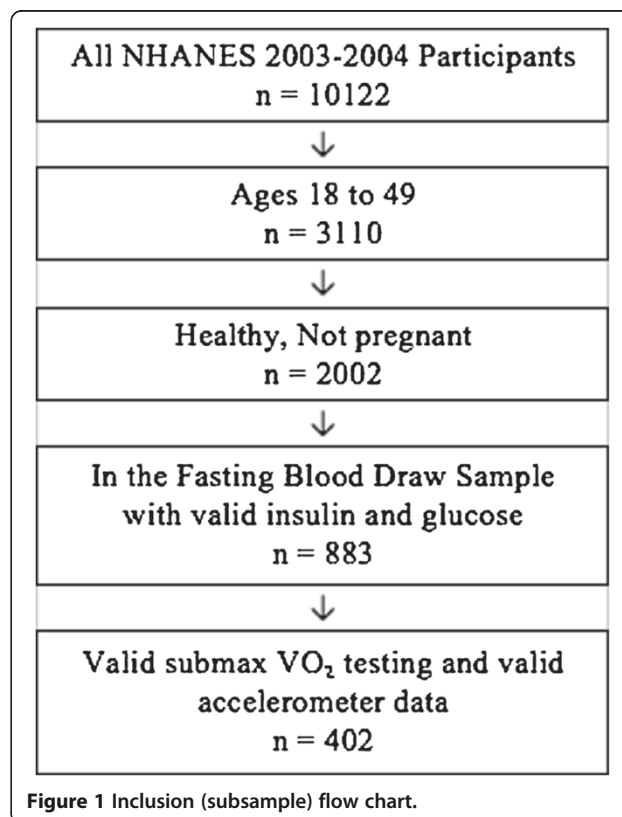 All NHANES 2003-2004 Participants
n = 10122
↓
Ages 18 to 49
n = 3110
↓
Healthy, Not pregnant
n = 2002
↓
In the Fasting Blood Draw Sample
with valid insulin and glucose
n = 883
↓
Valid submax VO₂ testing and valid
accelerometer data
n = 402
Figure 1 Inclusion (subsample) flow chart.